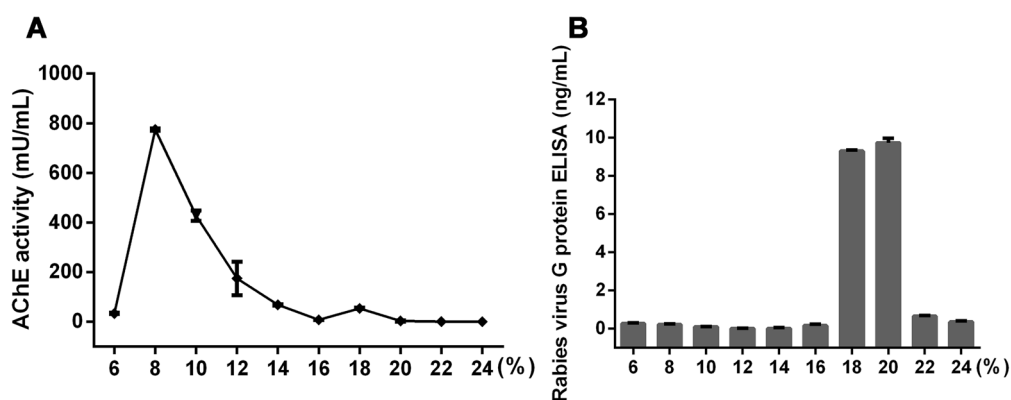 A
AChE activity (mU/mL)
1000
800
600
400
200
0
6 8 10 12 14 16 18 20 22 24 (%)
B
Rabies virus G protein ELISA (ng/mL)
12
10
8
6
4
2
0
6 8 10 12 14 16 18 20 22 24 (%)